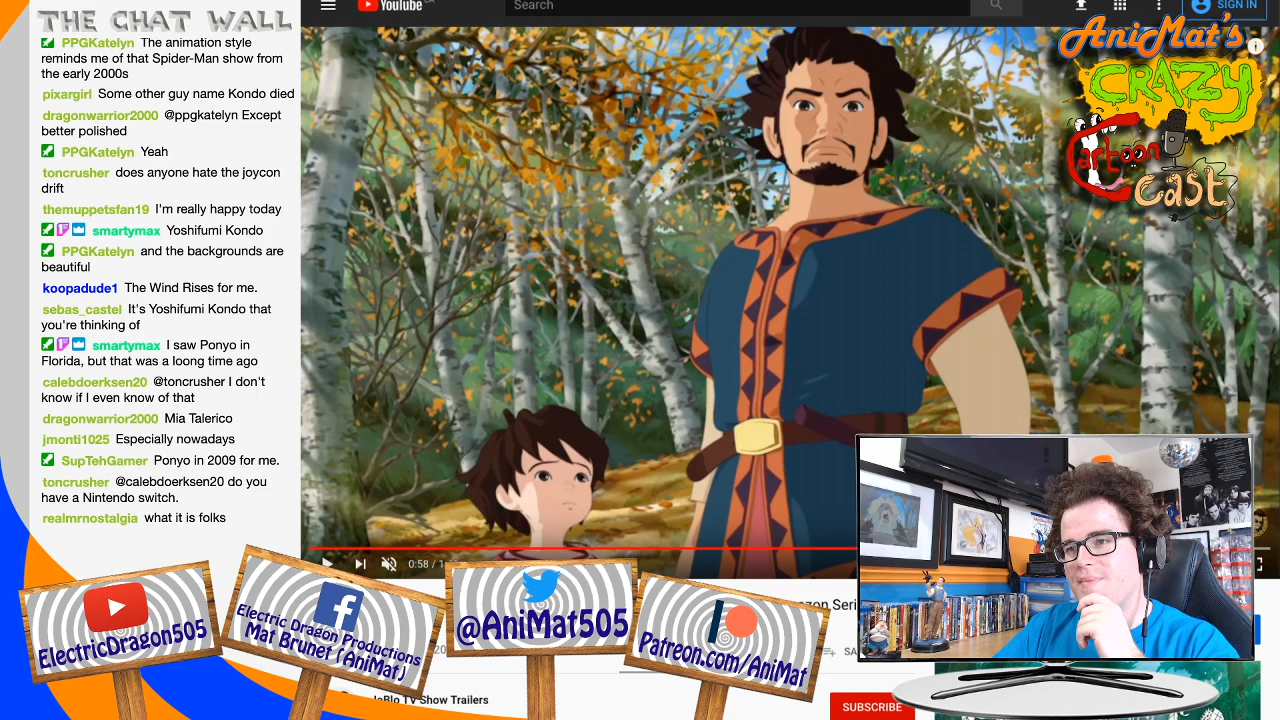 THE CHAT WALL
PPGKatelyn The animation style
reminds me of that Spider-Man show from
the early 2000s
pixargirl Some other guy name Kondo died
dragonwarrior2000 @ppgkatelyn Except
better polished
PPGKatelyn Yeah
toncrusher does anyone hate the joycon
drift
themuppetsfan19 I'm really happy today
smartymax Yoshifumi Kondo
PPGKatelyn and the backgrounds are
beautiful
koopadude1 The Wind Rises for me.
sebas_castel It's Yoshifumi Kondo that
you're thinking of
smartymax I saw Ponyo in
Florida, but that was a loong time ago
calebdoerksen20 @toncrusher I don't
know if I even know of that
dragonwarrior2000 Mia Talerico
jmonti1025 Especially nowadays
SupTehGamer Ponyo in 2009 for me.
toncrusher @calebdoerksen20 do you
have a Nintendo switch.
realmrnostalgia what it is folks
YouTube
Search
SIGN IN
AniMat's
CRAZY
Cartoon
Cast
0:58 / 1
SUBSCRIBE
TV Show Trailers
ElectricDragon505
Electric Dragon Productions
Mat Brunet (AniMat)
@AniMat505
Patreon.com/AniMat